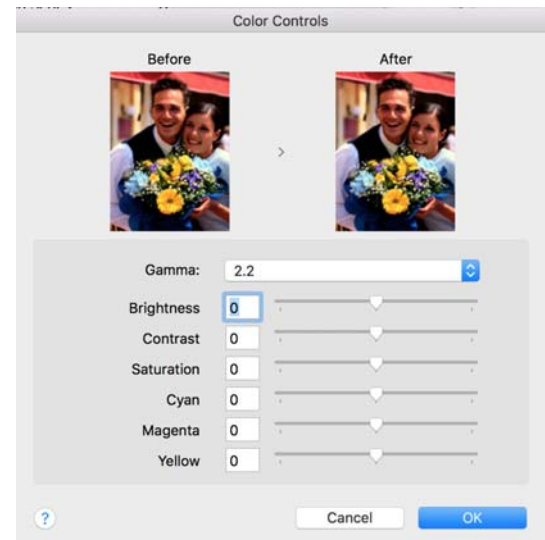 Color Controls
Before After
>
Gamma: 2.2
Brightness 0
Contrast 0
Saturation 0
Cyan 0
Magenta 0
Yellow 0
? Cancel OK